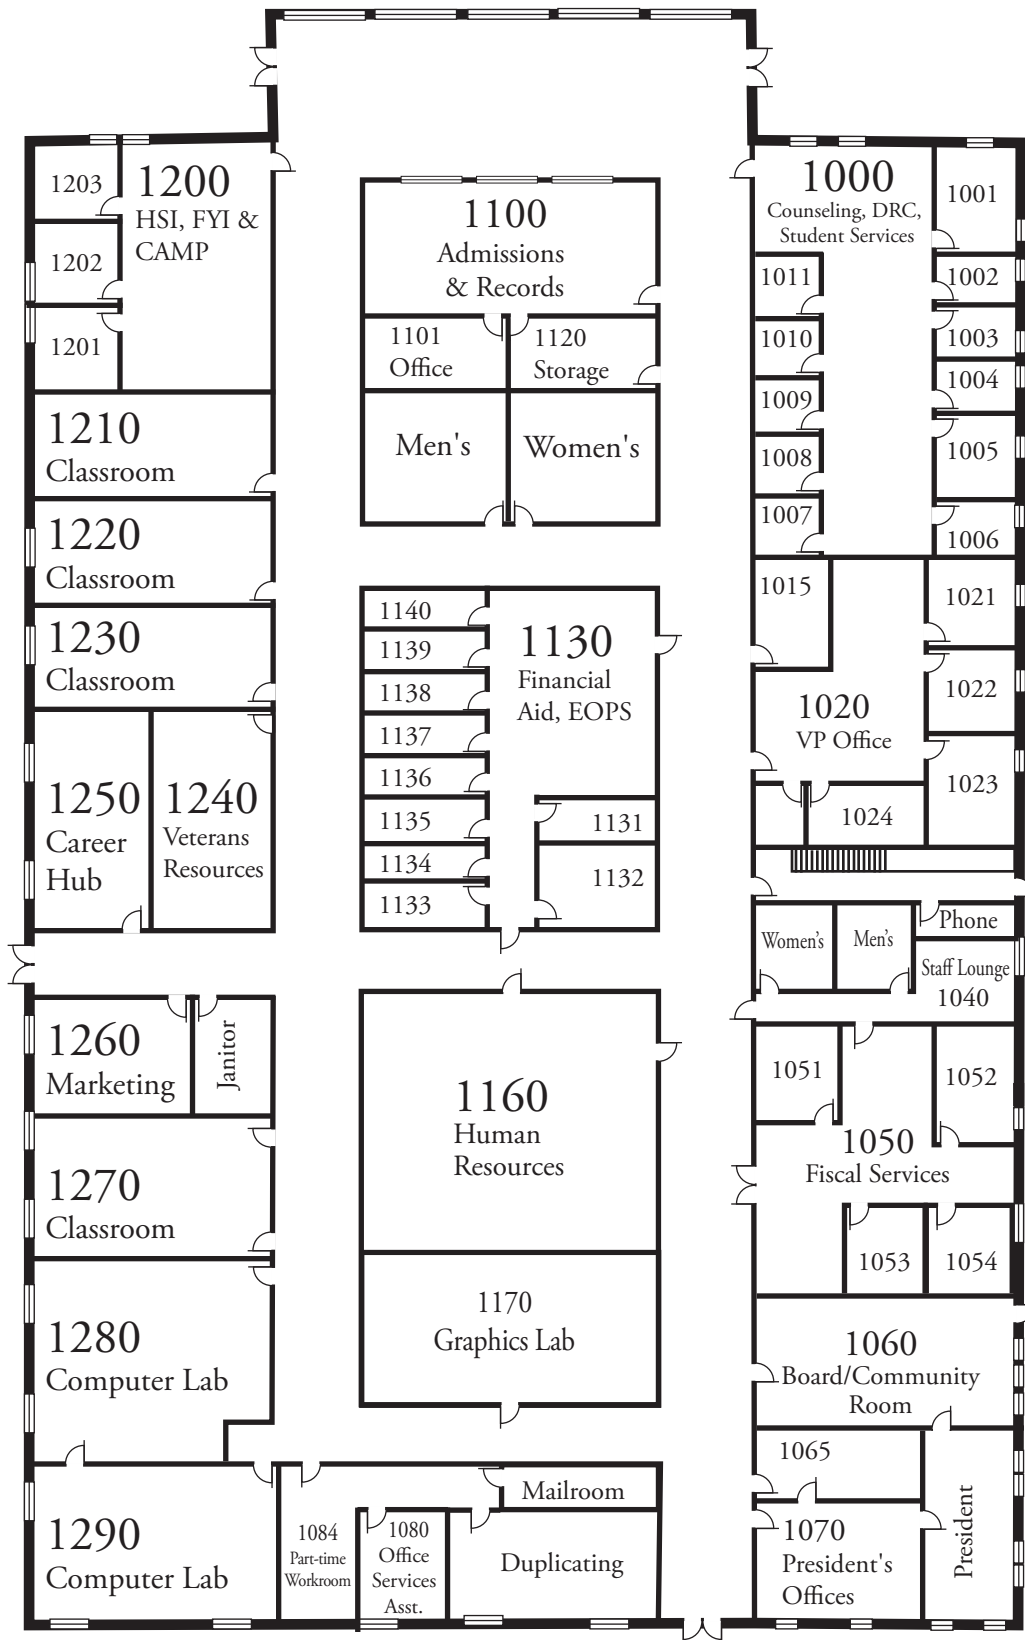 1203
1202
1201
1200
HSI, FYI &
CAMP
1210
Classroom
1220
Classroom
1230
Classroom
1250
Career
Hub
1240
Veterans
Resources
1260
Marketing
Janitor
1270
Classroom
1280
Computer Lab
1290
Computer Lab
1100
Admissions
& Records
1101
Office
1120
Storage
Men's
Women's
1140
1139
1138
1137
1136
1135
1134
1133
1130
Financial
Aid, EOPS
1131
1132
1160
Human
Resources
1170
Graphics Lab
1084
Part-time
Workroom
1080
Office
Services
Asst.
Mailroom
Duplicating
1000
Counseling, DRC,
Student Services
1001
1002
1003
1004
1005
1006
1011
1010
1009
1008
1007
1015
1020
VP Office
1021
1022
1023
1024
Women's
Men's
Phone
Staff Lounge
1040
1051
1052
1050
Fiscal Services
1053
1054
1060
Board/Community
Room
1065
1070
President's
Offices
President